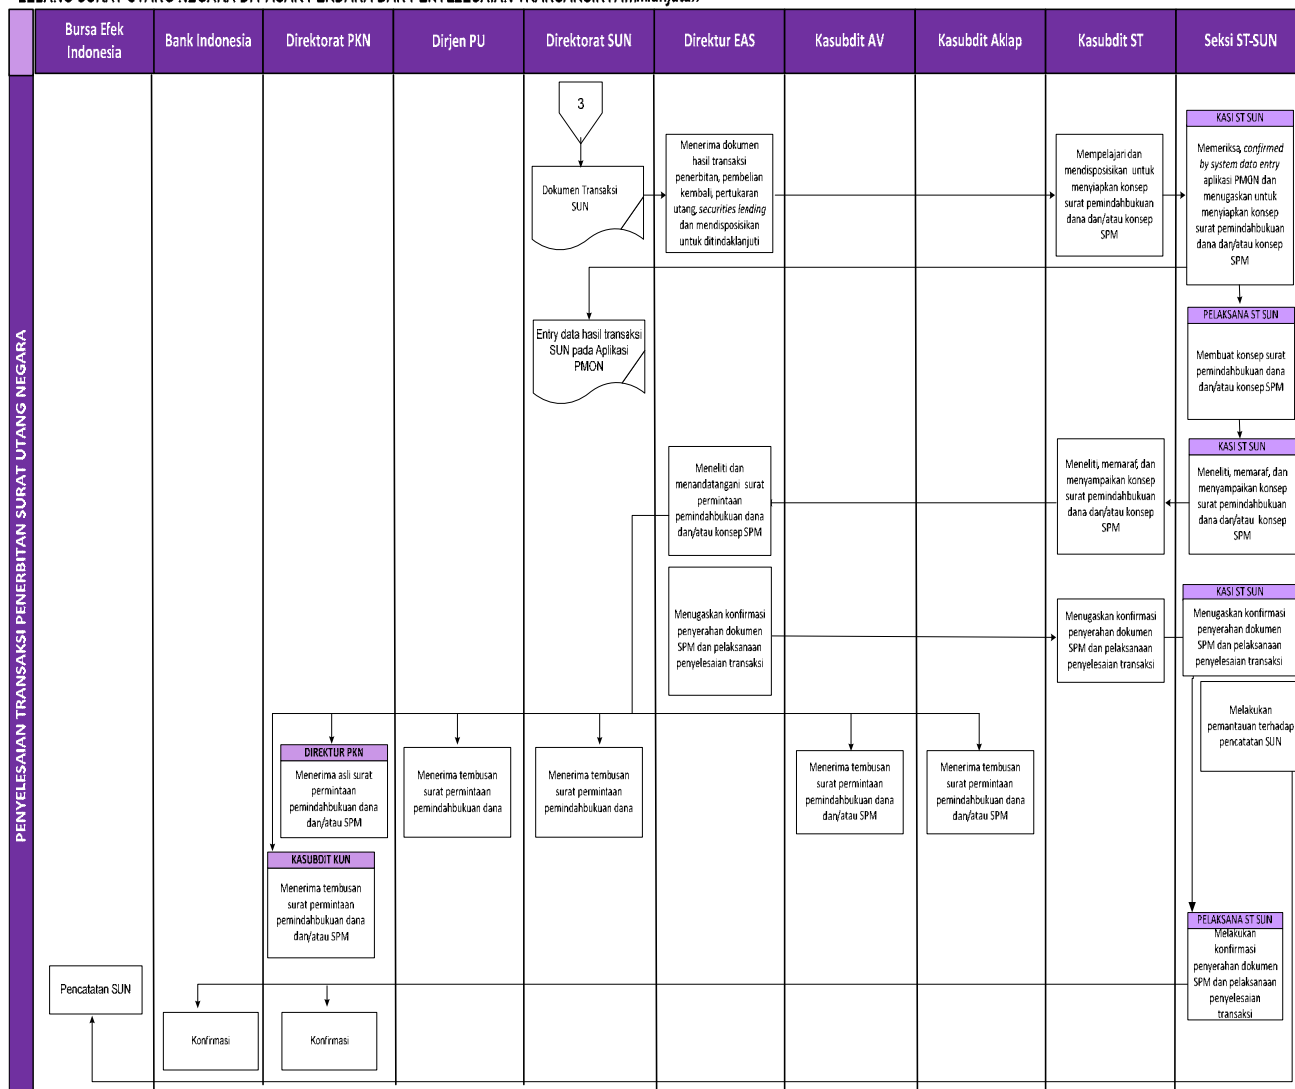 Bursa Efek
Indonesia
Bank Indonesia
Direktorat PKN
Dirjen PU
Direktorat SUN
Direktur EAS
Kasubdit AV
Kasubdit Aklap
Kasubdit ST
Seksi ST-SUN
PENYELESAIAN TRANSAKSI PENERBITAN SURAT UTANG NEGARA
3
Dokumen Transaksi
SUN
Menerima dokumen
hasil transaksi
penerbitan, pembelian
kembali, pertukaran
utang, securities lending
dan mendisposisikan
untuk ditindaklanjuti
Mempelajari dan
mendisposisikan untuk
menyiapkan konsep
surat pemindahbukuan
dana dan/atau konsep
SPM
KASI ST SUN
Memeriksa, confirmed
by system data entry
aplikasi PMON dan
menugaskan untuk
menyiapkan konsep
surat pemindahbukuan
dana dan/atau konsep
SPM
Entry data hasil transaksi
SUN pada Aplikasi
PMON
PELAKSANA ST SUN
Membuat konsep surat
pemindahbukuan dana
dan/atau konsep SPM
Meneliti dan
menandatangani surat
permintaan
pemindahbukuan dana
dan/atau konsep SPM
Meneliti, memaraf, dan
menyampaikan konsep
surat pemindahbukuan
dana dan/atau konsep
SPM
KASI ST SUN
Meneliti, memaraf, dan
menyampaikan konsep
surat pemindahbukuan
dana dan/atau konsep
SPM
Menugaskan konfirmasi
penyerahan dokumen
SPM dan pelaksanaan
penyelesaian transaksi
Menugaskan konfirmasi
penyerahan dokumen
SPM dan pelaksanaan
penyelesaian transaksi
KASI ST SUN
Menugaskan konfirmasi
penyerahan dokumen
SPM dan pelaksanaan
penyelesaian transaksi
Melakukan
pemantauan terhadap
pencatatan SUN
DIREKTUR PKN
Menerima asli surat
permintaan
pemindahbukuan dana
dan/atau SPM
Menerima tembusan
surat permintaan
pemindahbukuan dana
Menerima tembusan
surat permintaan
pemindahbukuan dana
Menerima tembusan
surat permintaan
pemindahbukuan dana
dan/atau SPM
Menerima tembusan
surat permintaan
pemindahbukuan dana
dan/atau SPM
KASUBDIT KUN
Menerima tembusan
surat permintaan
pemindahbukuan dana
dan/atau SPM
PELAKSANA ST SUN
Melakukan
konfirmasi
penyerahan dokumen
SPM dan pelaksanaan
penyelesaian
transaksi
Pencatatan SUN
Konfirmasi
Konfirmasi